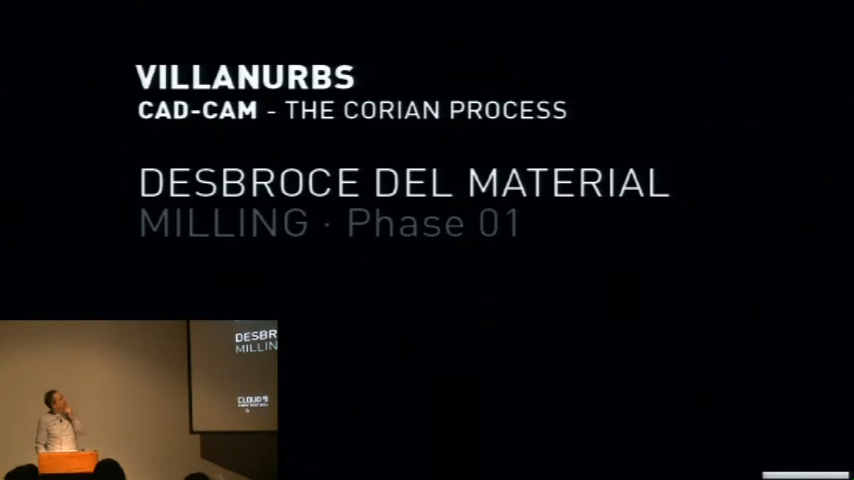 VILLANURBS
CAD-CAM - THE CORIAN PROCESS
DESBROCE DEL MATERIAL
MILLING · Phase 01
DESBR
MILLIN
CLOUD 9